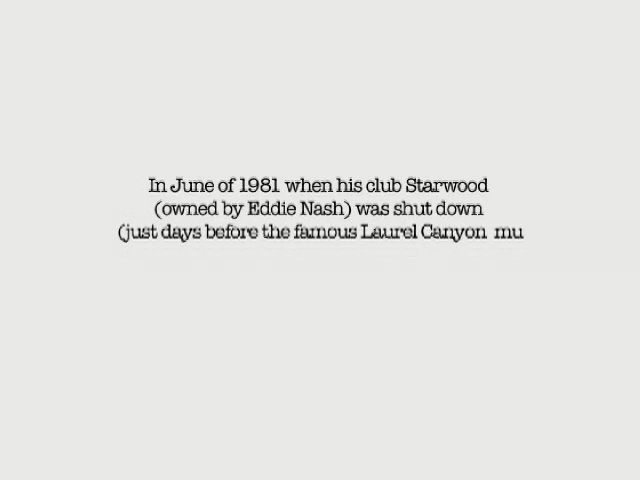 In June of 1981 when his club Starwood
(owned by Eddie Nash) was shut down
(just days before the famous Laurel Canyon  mu